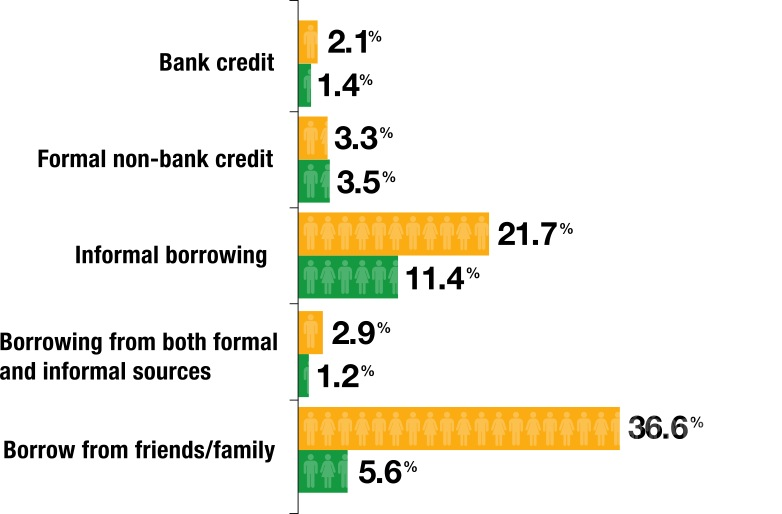 Bank credit
2.1%
1.4%
Formal non-bank credit
3.3%
3.5%
Informal borrowing
21.7%
11.4%
Borrowing from both formal
and informal sources
2.9%
1.2%
Borrow from friends/family
36.6%
5.6%